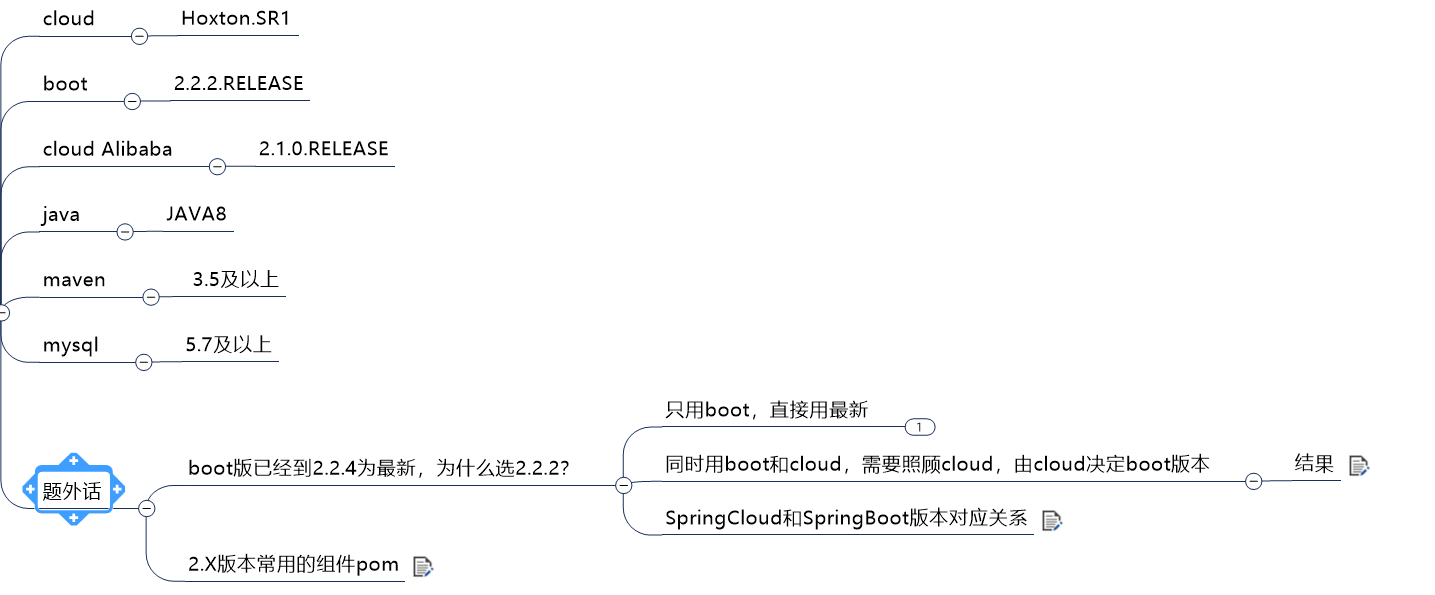 cloud Hoxton.SR1
boot 2.2.2.RELEASE
cloud Alibaba 2.1.0.RELEASE
java JAVA8
maven 3.5及以上
mysql 5.7及以上
只用boot，直接用最新 1
boot版已经到2.2.4为最新，为什么选2.2.2?
同时用boot和cloud，需要照顾cloud，由cloud决定boot版本 结果
题外话
SpringCloud和SpringBoot版本对应关系
2.X版本常用的组件pom